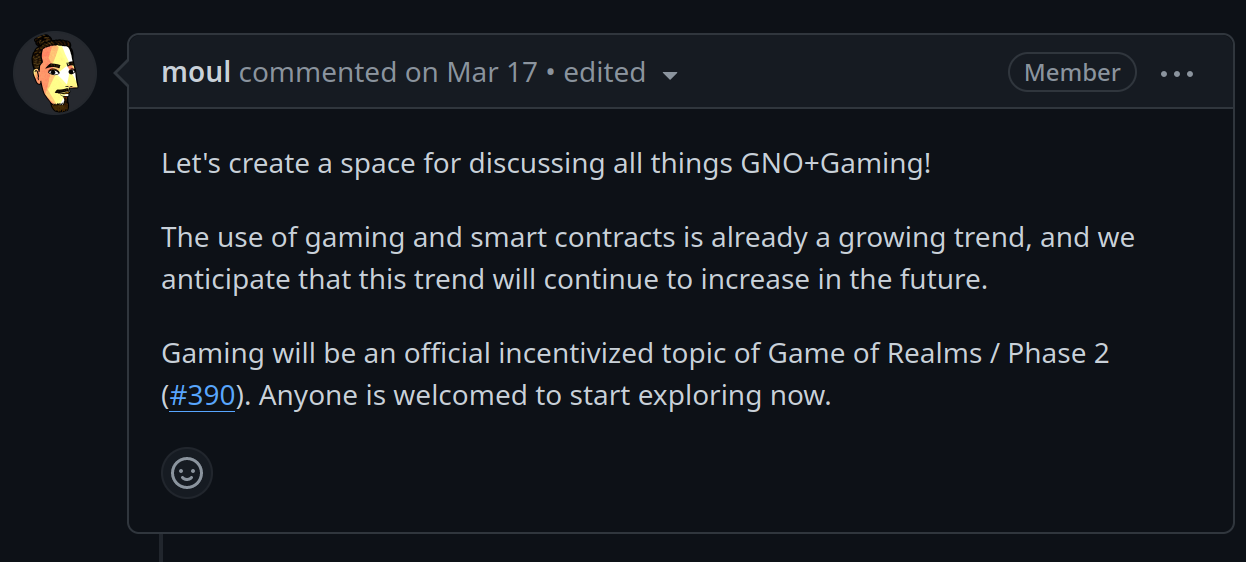 moul commented on Mar 17 • edited
Member
Let's create a space for discussing all things GNO+Gaming!
The use of gaming and smart contracts is already a growing trend, and we
anticipate that this trend will continue to increase in the future.
Gaming will be an official incentivized topic of Game of Realms / Phase 2
(#390). Anyone is welcomed to start exploring now.